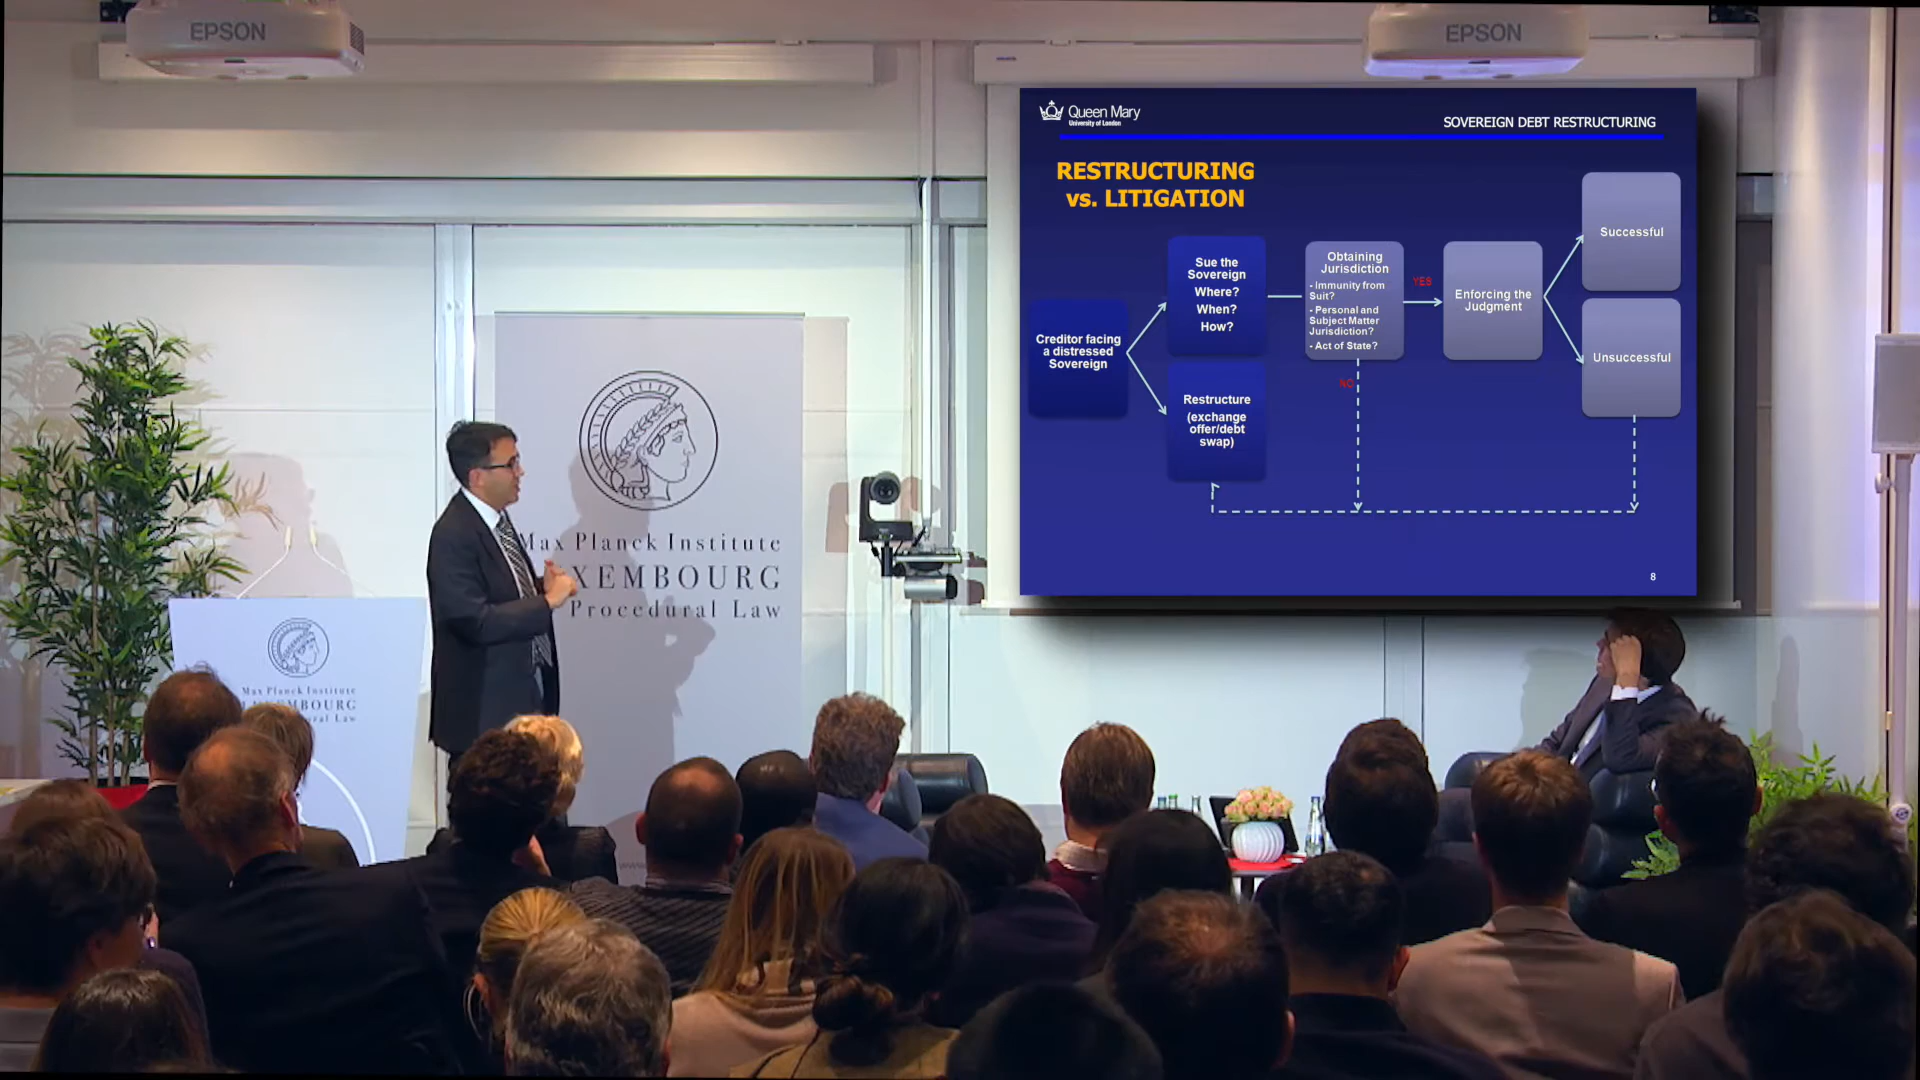 EPSON
EPSON
Queen Mary
University of London
SOVEREIGN DEBT RESTRUCTURING
RESTRUCTURING
vs. LITIGATION
Creditor facing
a distressed
Sovereign
Sue the
Sovereign
Where?
When?
How?
Restructure
(exchange
offer/debt
swap)
Obtaining
Jurisdiction
- Immunity from
Suit?
- Personal and
Subject Matter
Jurisdiction?
- Act of State?
YES
NO
Enforcing the
Judgment
Successful
Unsuccessful
8
Max Planck Institute
XEMBOURG
Procedural Law
Max Planck Institute
MBOURG
ural Law